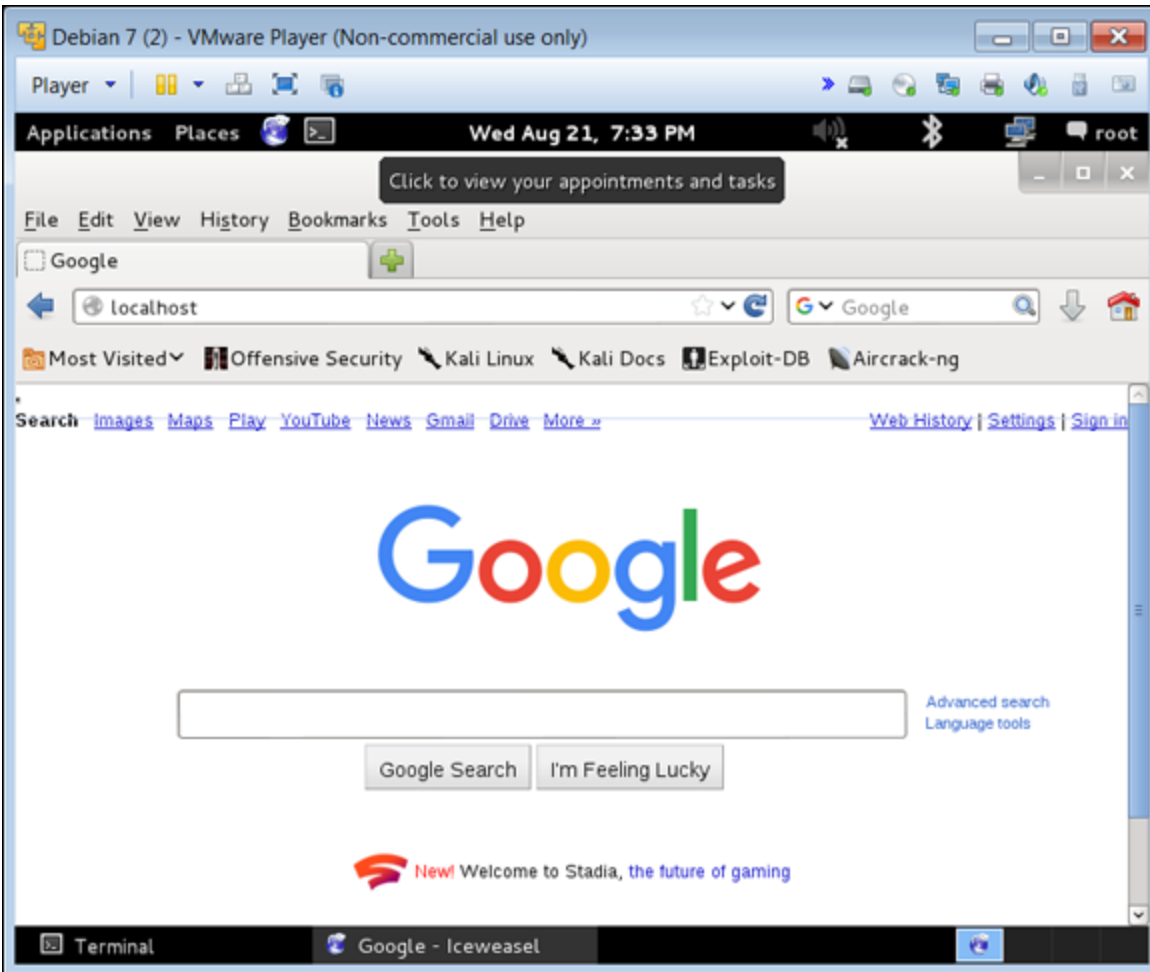 Debian 7 (2) - VMware Player (Non-commercial use only)
Player
Applications Places Wed Aug 21, 7:33 PM root
Click to view your appointments and tasks
File Edit View History Bookmarks Tools Help
Google
localhost Google
Most Visited Offensive Security Kali Linux Kali Docs Exploit-DB Aircrack-ng
Search Images Maps Play YouTube News Gmail Drive More » Web History | Settings | Sign in
Google
Advanced search
Language tools
Google Search I'm Feeling Lucky
New! Welcome to Stadia, the future of gaming
Terminal Google - Iceweasel